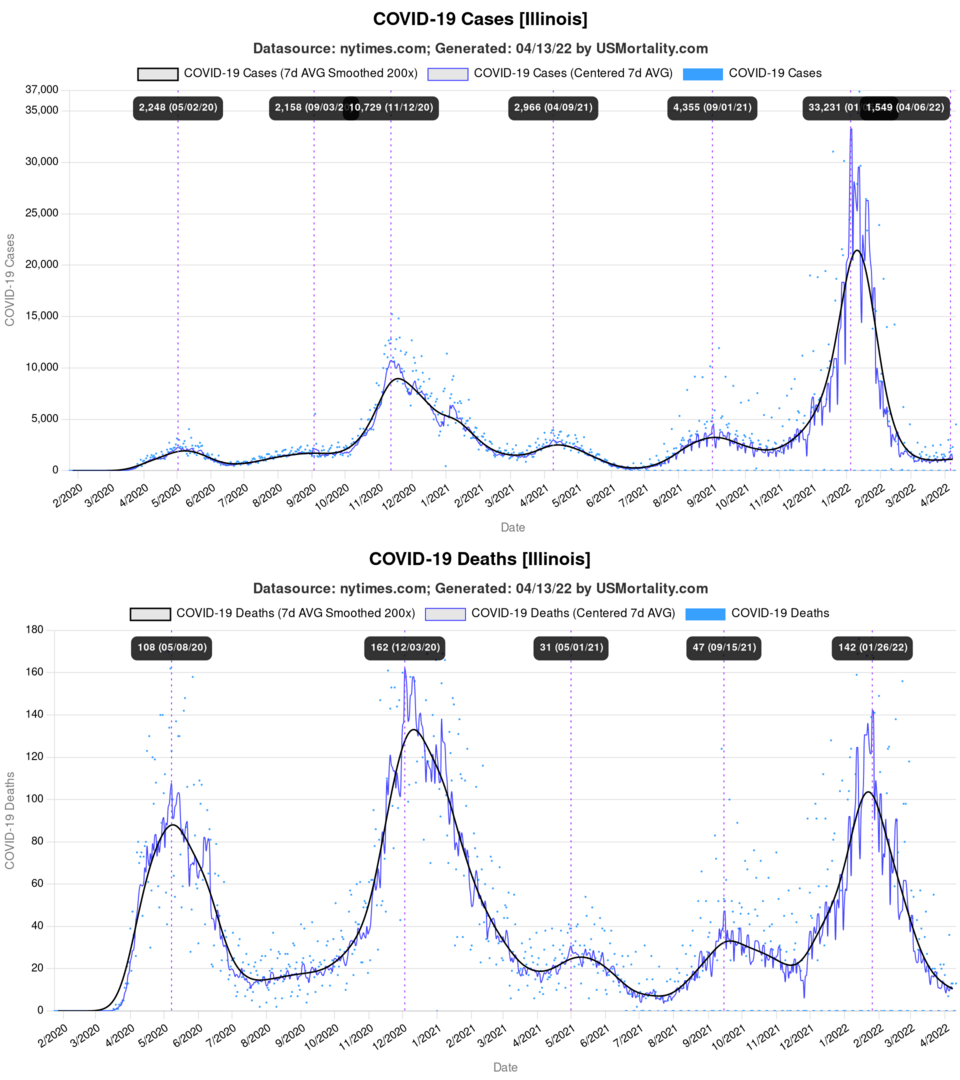 COVID-19 Cases [Illinois]
Datasource: nytimes.com; Generated: 04/13/22 by USMortality.com
COVID-19 Cases (7d AVG Smoothed 200x) COVID-19 Cases (Centered 7d AVG) COVID-19 Cases
37,000
2,248 (05/02/20) 2,158 (09/03/2 10,729 (11/12/20) 2,966 (04/09/21) 4,355 (09/01/21) 33,231 (01 1,549 (04/06/22)
35,000
30,000
25,000
20,000
15,000
10,000
5,000
0
COVID-19 Cases
2/2020 3/2020 4/2020 5/2020 6/2020 7/2020 8/2020 9/2020 10/2020 11/2020 12/2020 1/2021 2/2021 3/2021 4/2021 5/2021 6/2021 7/2021 8/2021 9/2021 10/2021 11/2021 12/2021 1/2022 2/2022 3/2022 4/2022
Date
COVID-19 Deaths [Illinois]
Datasource: nytimes.com; Generated: 04/13/22 by USMortality.com
COVID-19 Deaths (7d AVG Smoothed 200x) COVID-19 Deaths (Centered 7d AVG) COVID-19 Deaths
180
108 (05/08/20) 162 (12/03/20) 31 (05/01/21) 47 (09/15/21) 142 (01/26/22)
160
140
120
100
80
60
40
20
0
COVID-19 Deaths
2/2020 3/2020 4/2020 5/2020 6/2020 7/2020 8/2020 9/2020 10/2020 11/2020 12/2020 1/2021 2/2021 3/2021 4/2021 5/2021 6/2021 7/2021 8/2021 9/2021 10/2021 11/2021 12/2021 1/2022 2/2022 3/2022 4/2022
Date